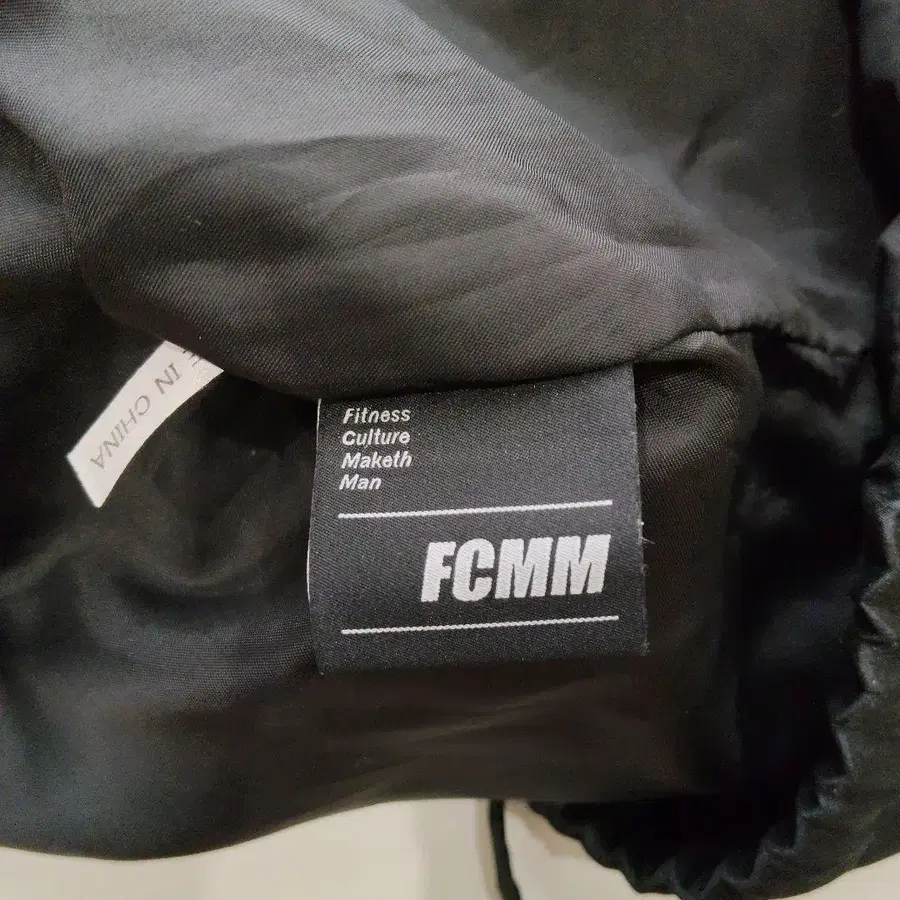 IN CHINA
Fitness
Culture
Maketh
Man
FCMM